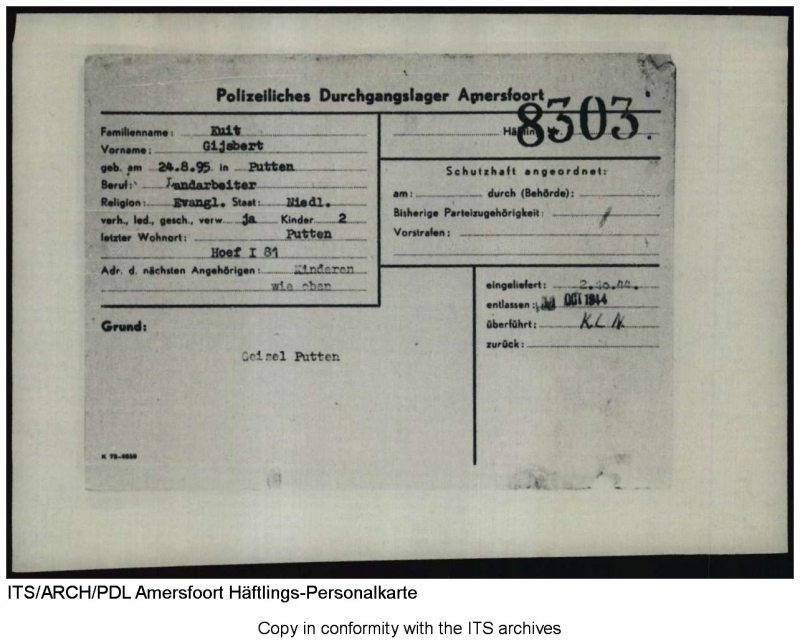 Polizeiliches Durchgangslager Amersfoort
Familienname: Kuit
Vorname: Gijsbert
geb. am 24.8.95 in Putten
Beruf: Landarbeiter
Religion: Evangl. Staat: Niedl.
verh., led., gesch., verw. ja Kinder 2
letzter Wohnort: Putten
Hoef I 81
Adr. d. nächsten Angehörigen: Kinderen
wie oben
Häftling Nr. 8303.
Schutzhaft angeordnet:
am: durch (Behörde):
Bisherige Parteizugehörigkeit: /
Vorstrafen:
Grund:
Geisel Putten
eingeliefert: 2.10.44.
entlassen: OCT 1944
überführt: K.L.N.
zurück:
ITS/ARCH/PDL Amersfoort Häftlings-Personalkarte
Copy in conformity with the ITS archives